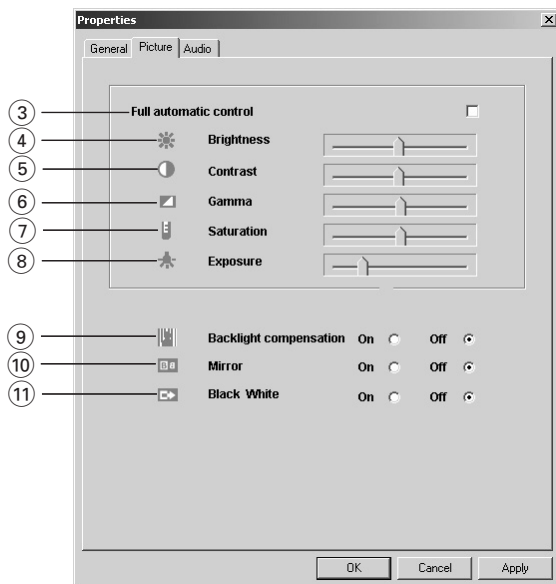 Properties
General Picture Audio
③ Full automatic control
④ Brightness
⑤ Contrast
⑥ Gamma
⑦ Saturation
⑧ Exposure
⑨ Backlight compensation On Off
⑩ Mirror On Off
⑪ Black White On Off
OK Cancel Apply